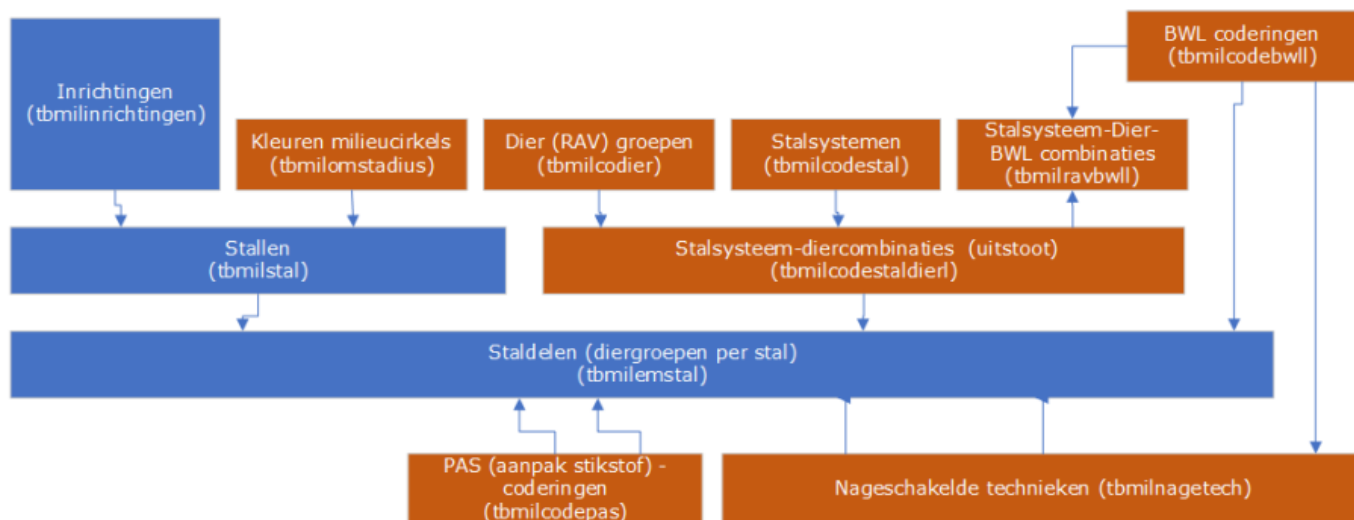 BWL coderingen
(tbmilcodebwll)
Inrichtingen
(tbmilinrichtingen)
Kleuren milieucirkels
(tbmilomstadius)
Dier (RAV) groepen
(tbmilcodier)
Stalsystemen
(tbmilcodestal)
Stalsysteem-Dier-
BWL combinaties
(tbmilravbwll)
Stallen
(tbmilstal)
Stalsysteem-diercombinaties (uitstoot)
(tbmilcodestaldierl)
Staldelen (diergroepen per stal)
(tbmilemstal)
PAS (aanpak stikstof) -
coderingen
(tbmilcodepas)
Nageschakelde technieken (tbmilnagetech)